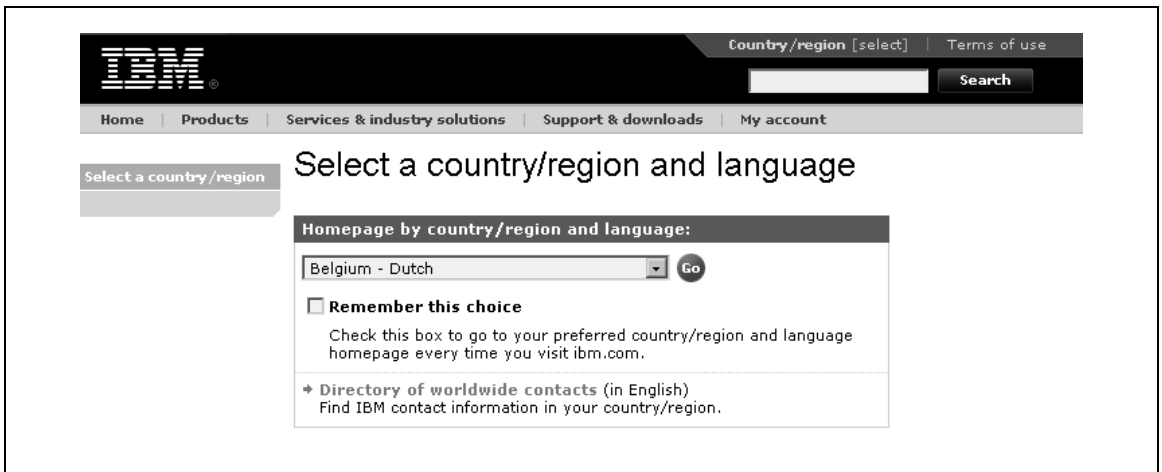 Country/region [select] | Terms of use
IBM®
Search
Home | Products | Services & industry solutions | Support & downloads | My account
Select a country/region
Select a country/region and language
Homepage by country/region and language:
Belgium - Dutch
Go
Remember this choice
Check this box to go to your preferred country/region and language
homepage every time you visit ibm.com.
Directory of worldwide contacts (in English)
Find IBM contact information in your country/region.